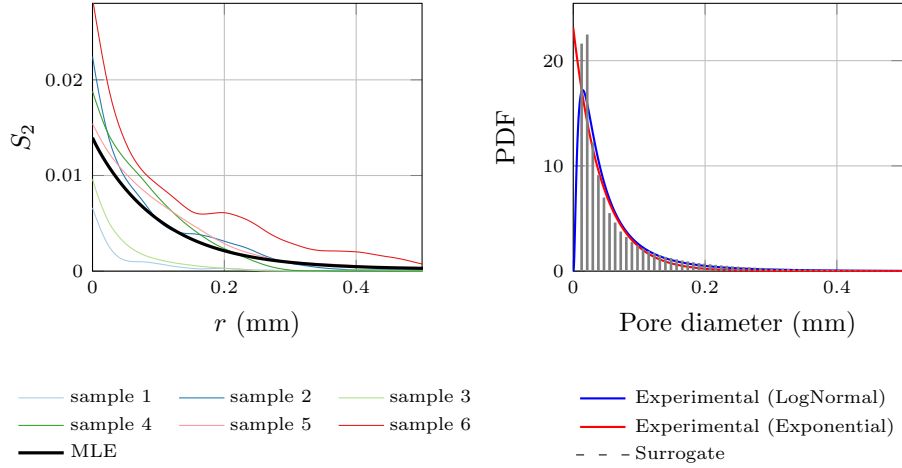 0.02
0.01
0
S2
0
0.2
0.4
r (mm)
20
10
0
PDF
0
0.2
0.4
Pore diameter (mm)
sample 1
sample 2
sample 3
sample 4
sample 5
sample 6
MLE
Experimental (LogNormal)
Experimental (Exponential)
Surrogate